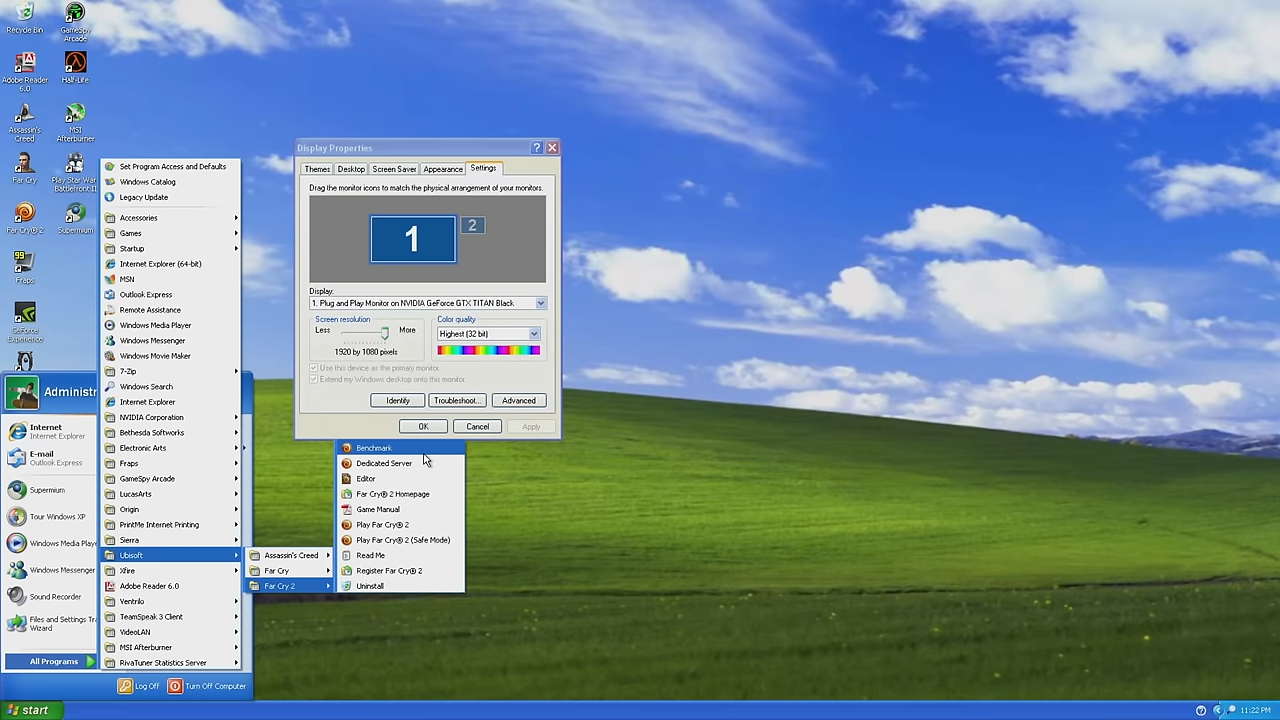 Recycle Bin
GameSpy
Arcade
Adobe Reader
6.0
Half-Life
Assassin's
Creed
MSI
Afterburner
Far Cry
Play Star War
Battlefront II
Far Cry® 2
Supermium
99
Fraps
GeForce
Experience
Administr
Internet
Internet Explorer
E-mail
Outlook Express
Supermium
Tour Windows XP
Windows Media Playe
Windows Messenger
Sound Recorder
Files and Settings Tra
Wizard
All Programs
Log Off
Turn Off Computer
start
Set Program Access and Defaults
Windows Catalog
Legacy Update
Accessories
Games
Startup
Internet Explorer (64-bit)
MSN
Outlook Express
Remote Assistance
Windows Media Player
Windows Messenger
Windows Movie Maker
7-Zip
Windows Search
Internet Explorer
NVIDIA Corporation
Bethesda Softworks
Electronic Arts
Fraps
GameSpy Arcade
LucasArts
Origin
PrintMe Internet Printing
Sierra
Ubisoft
Xfire
Adobe Reader 6.0
Ventrilo
TeamSpeak 3 Client
VideoLAN
MSI Afterburner
RivaTuner Statistics Server
Assassin's Creed
Far Cry
Far Cry 2
Benchmark
Dedicated Server
Editor
Far Cry® 2 Homepage
Game Manual
Play Far Cry® 2
Play Far Cry® 2 (Safe Mode)
Read Me
Register Far Cry® 2
Uninstall
Display Properties
Themes Desktop Screen Saver Appearance Settings
Drag the monitor icons to match the physical arrangement of your monitors.
1 2
Display:
1. Plug and Play Monitor on NVIDIA GeForce GTX TITAN Black
Screen resolution
Less More
1920 by 1080 pixels
Color quality
Highest (32 bit)
Use this device as the primary monitor.
Extend my Windows desktop onto this monitor.
Identify Troubleshoot... Advanced
OK Cancel Apply
11:22 PM